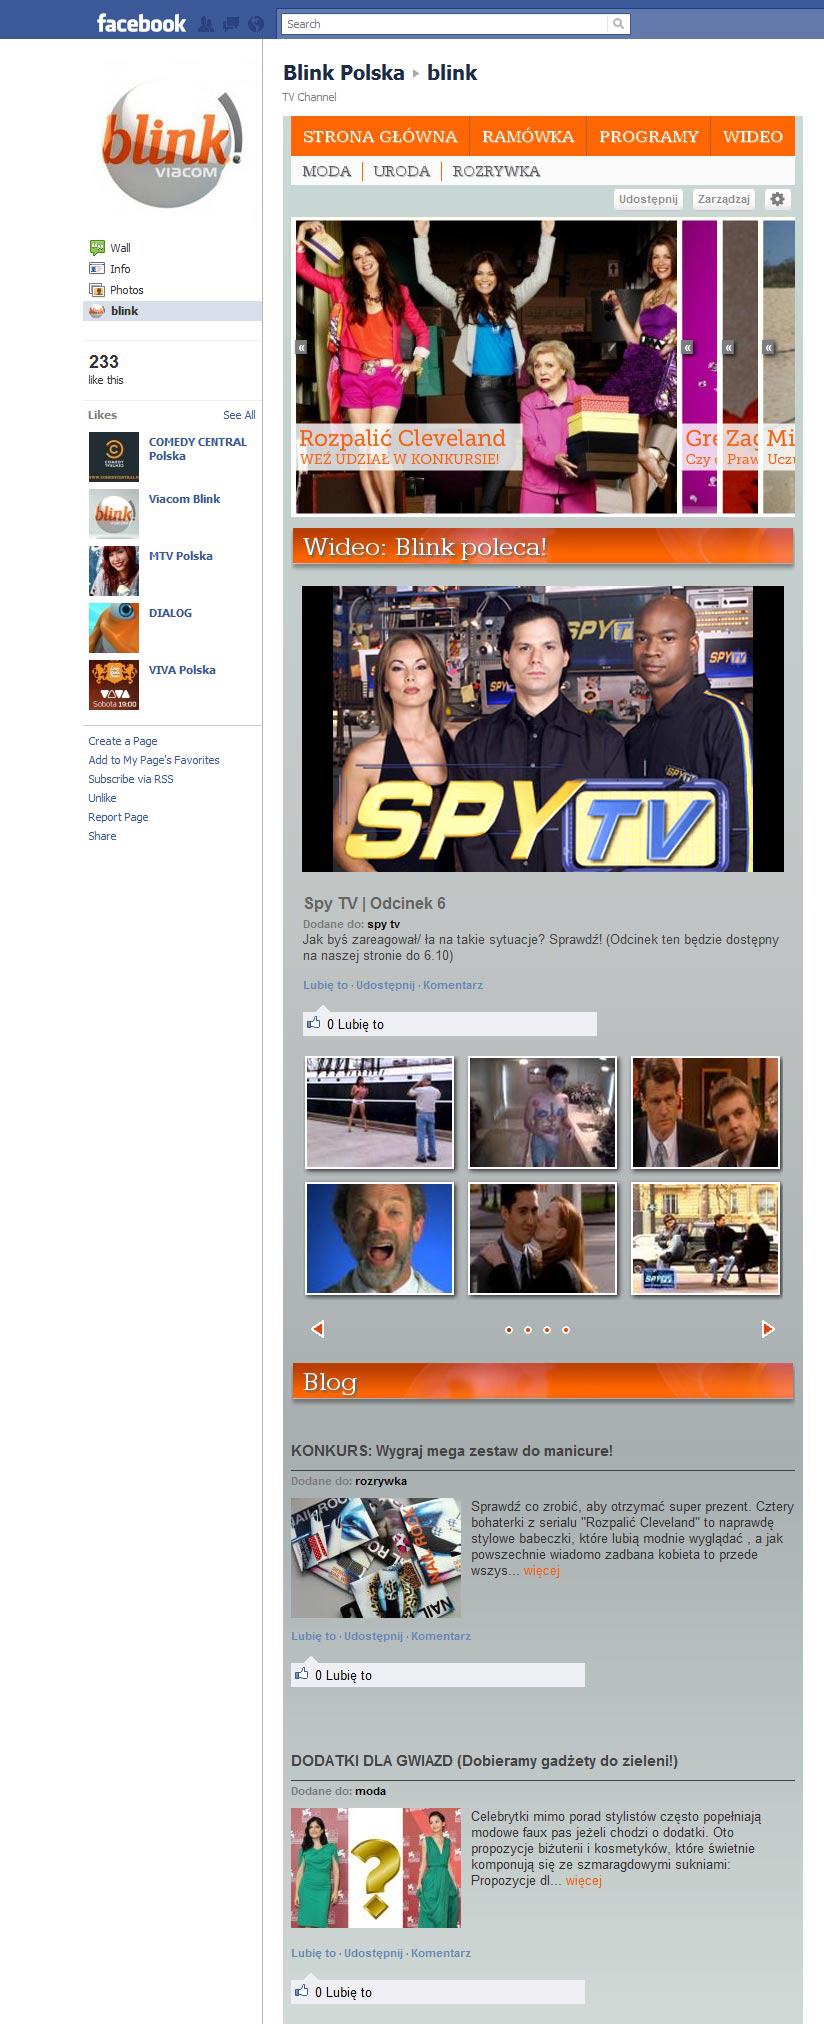 facebook
Search
blink!
VIACOM
Wall
Info
Photos
blink
233
like this
Likes
See All
COMEDY CENTRAL
Polska
Viacom Blink
MTV Polska
DIALOG
VIVA Polska
Sobota 19:00
Create a Page
Add to My Page's Favorites
Subscribe via RSS
Unlike
Report Page
Share
Blink Polska ▸ blink
TV Channel
STRONA GŁÓWNA
RAMÓWKA
PROGRAMY
WIDEO
MODA
URODA
ROZRYWKA
Udostępnij
Zarządzaj
Rozpalić Cleveland
WEŹ UDZIAŁ W KONKURSIE!
Gre
Czy
Zag
Praw
Mi
Uczu
Wideo: Blink poleca!
SPY TV
Spy TV | Odcinek 6
Dodane do: spy tv
Jak byś zareagował/ ła na takie sytuacje? Sprawdź! (Odcinek ten będzie dostępny
na naszej stronie do 6.10)
Lubię to · Udostępnij · Komentarz
0 Lubię to
Blog
KONKURS: Wygraj mega zestaw do manicure!
Dodane do: rozrywka
Sprawdź co zrobić, aby otrzymać super prezent. Cztery
bohaterki z serialu "Rozpalić Cleveland" to naprawdę
stylowe babeczki, które lubią modnie wyglądać , a jak
powszechnie wiadomo zadbana kobieta to przede
wszys... więcej
Lubię to · Udostępnij · Komentarz
0 Lubię to
DODATKI DLA GWIAZD (Dobieramy gadżety do zieleni!)
Dodane do: moda
Celebrytki mimo porad stylistów często popełniają
modowe faux pas jeżeli chodzi o dodatki. Oto
propozycje biżuterii i kosmetyków, które świetnie
komponują się ze szmaragdowymi sukniami:
Propozycje dl... więcej
Lubię to · Udostępnij · Komentarz
0 Lubię to